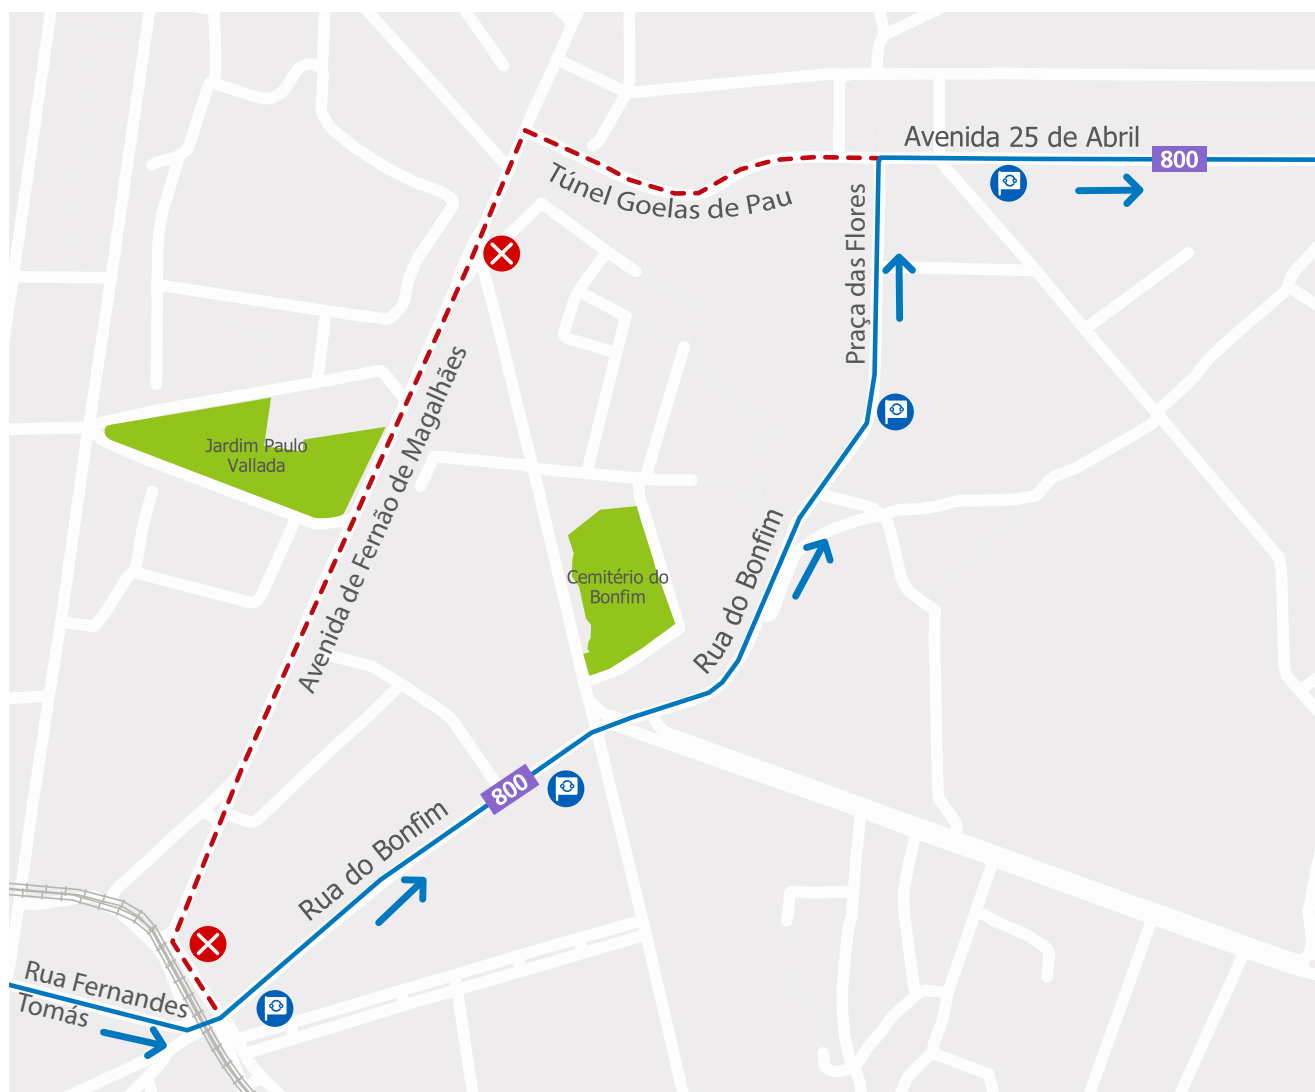 Avenida 25 de Abril
800
Túnel Goelas de Pau
Praça das Flores
Avenida de Fernão de Magalhães
Jardim Paulo
Vallada
Cemitério do
Bonfim
Rua do Bonfim
800
Rua do Bonfim
Rua Fernandes
Tomás